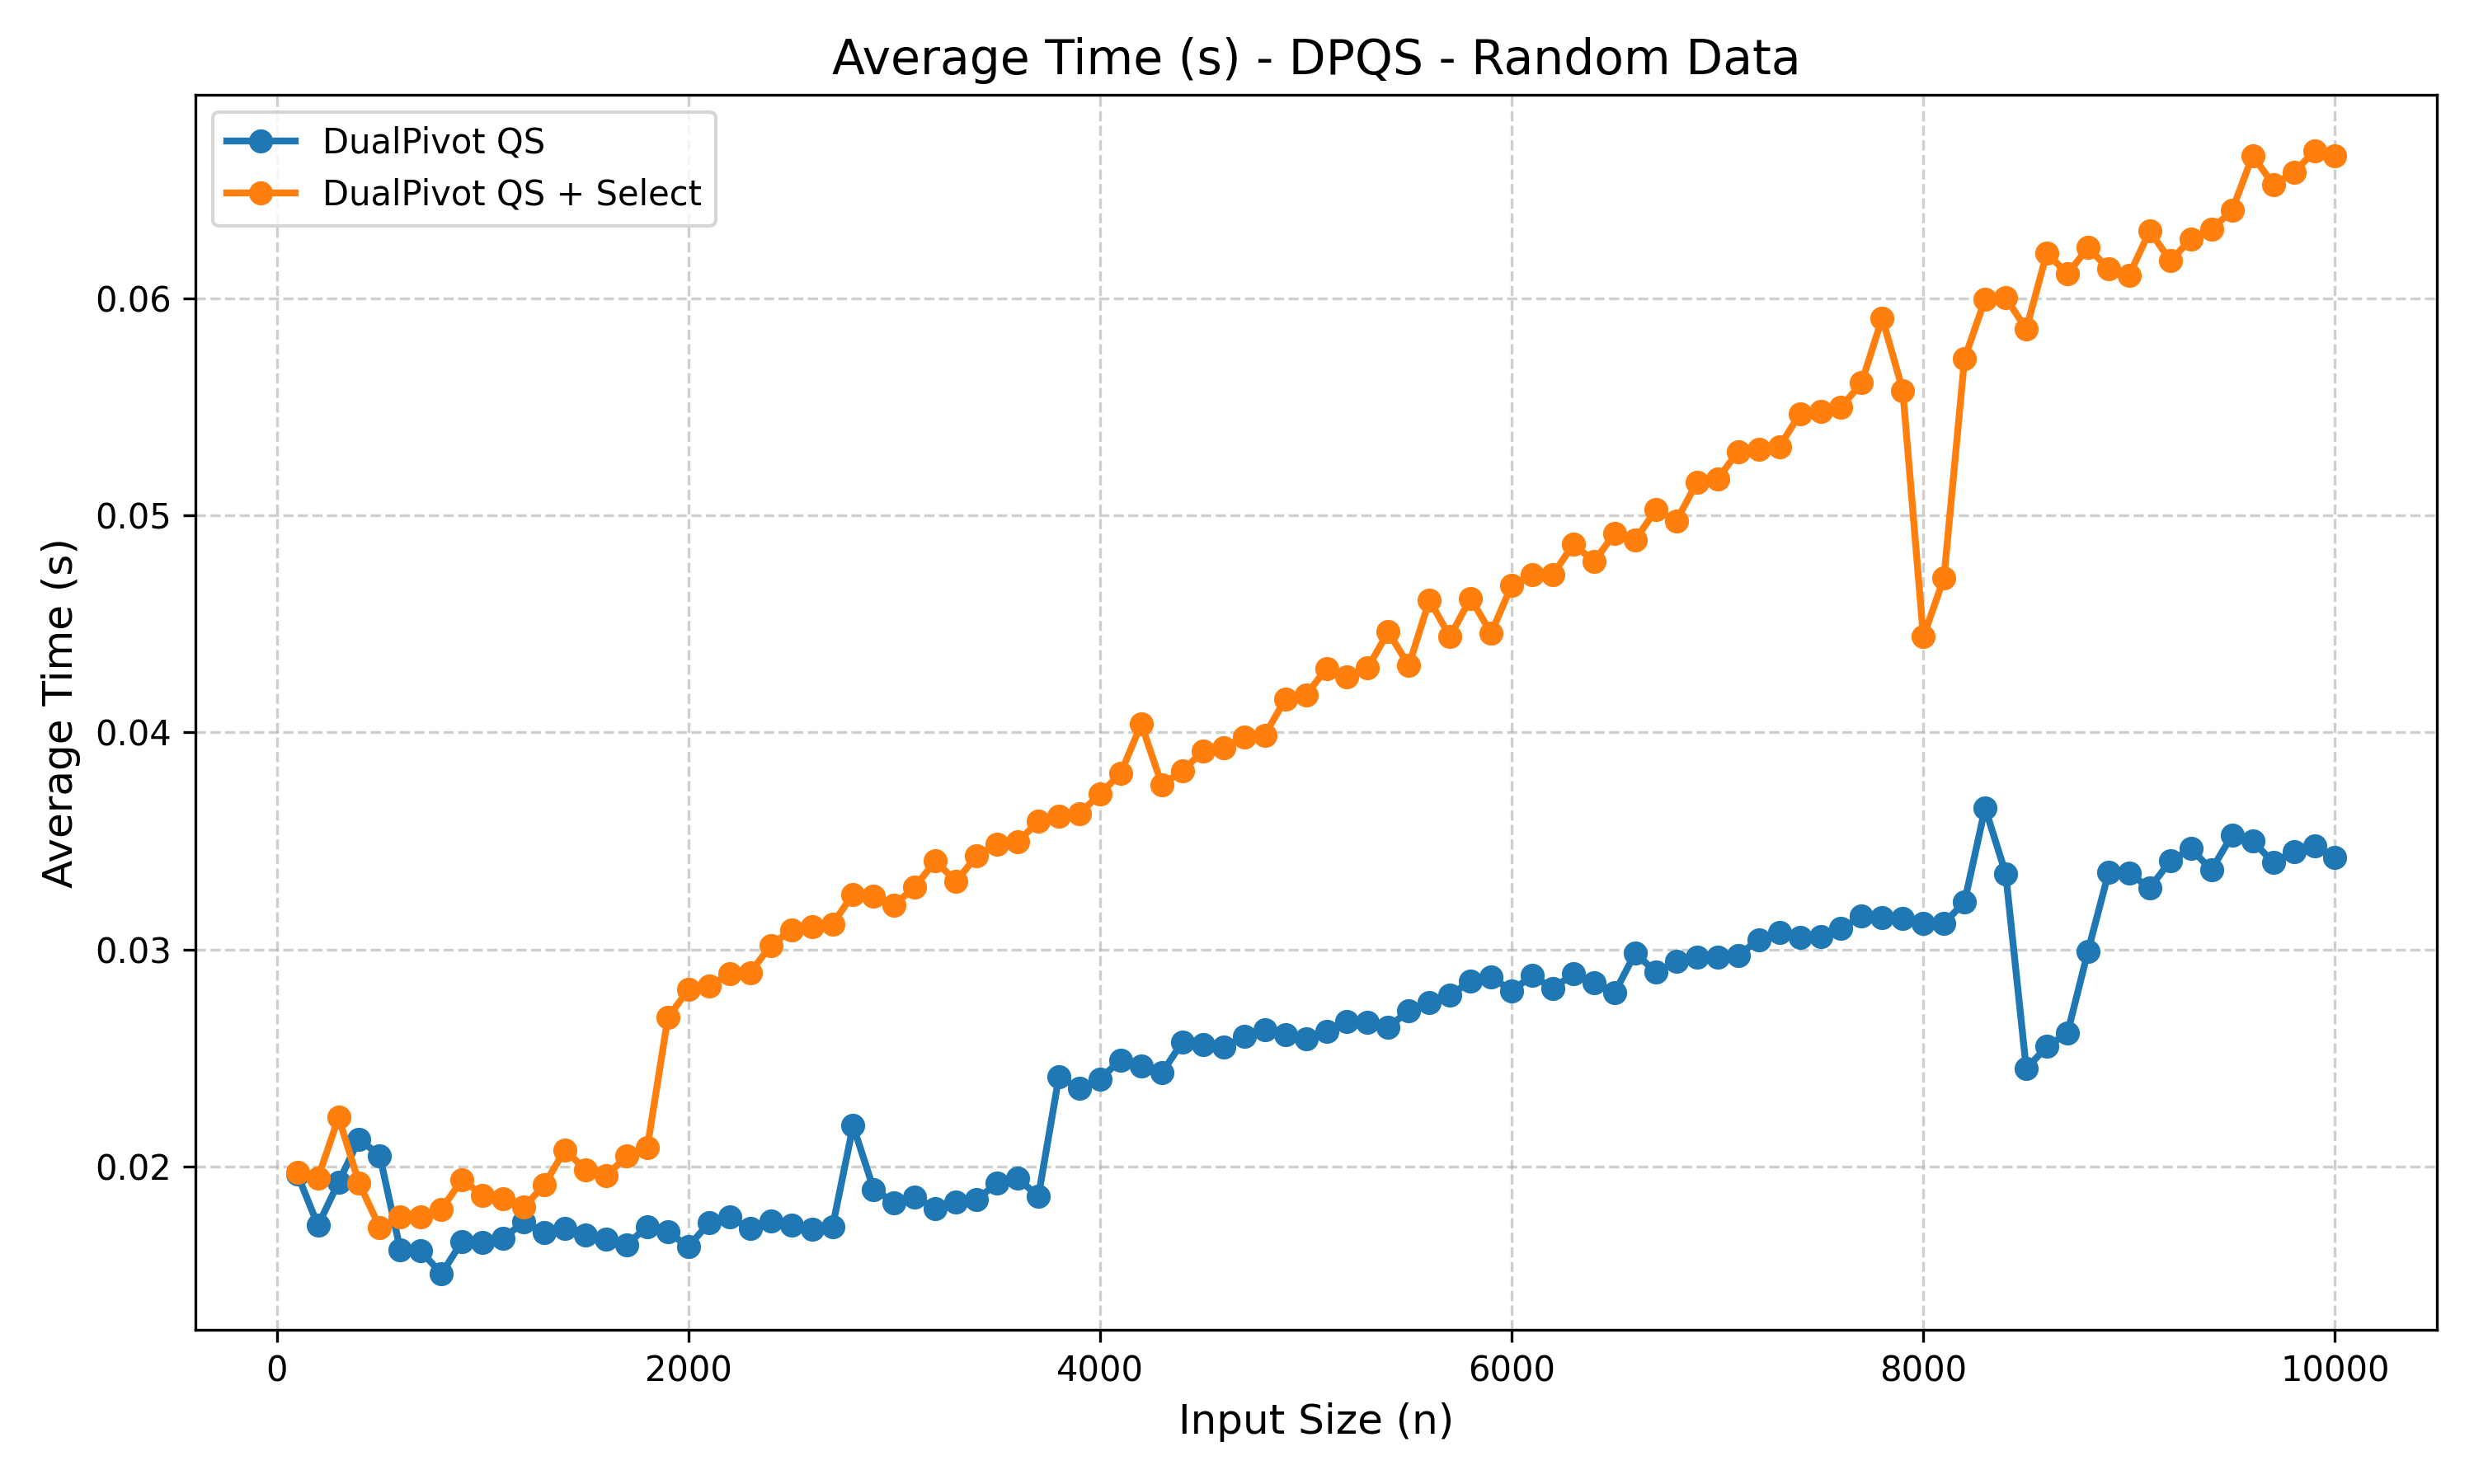 Average Time (s) - DPQS - Random Data
DualPivot QS
DualPivot QS + Select
0.06
0.05
0.04
0.03
0.02
Average Time (s)
0
2000
4000
6000
8000
10000
Input Size (n)